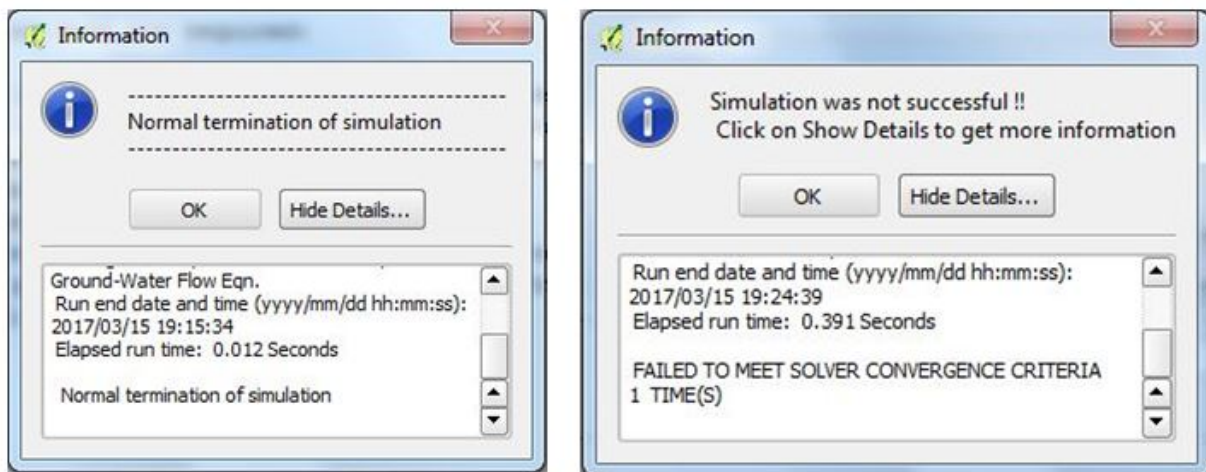 Information
------------------------------------------------
Normal termination of simulation
------------------------------------------------
OK
Hide Details...
Ground-Water Flow Eqn.
Run end date and time (yyyy/mm/dd hh:mm:ss):
2017/03/15 19:15:34
Elapsed run time: 0.012 Seconds
Normal termination of simulation
Information
Simulation was not successful !!
Click on Show Details to get more information
OK
Hide Details...
Run end date and time (yyyy/mm/dd hh:mm:ss):
2017/03/15 19:24:39
Elapsed run time: 0.391 Seconds
FAILED TO MEET SOLVER CONVERGENCE CRITERIA
1 TIME(S)